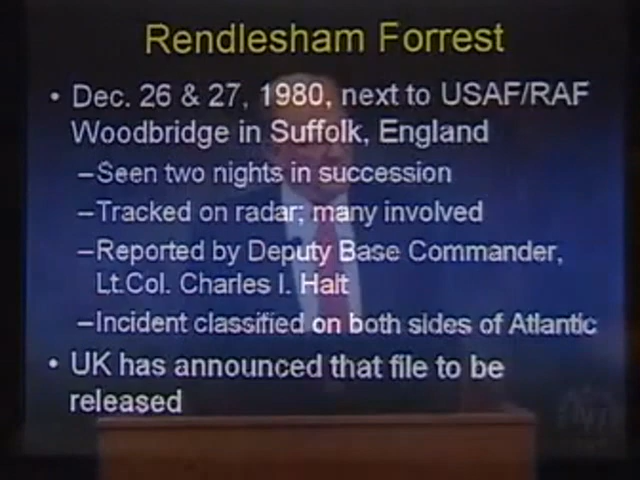 Rendlesham Forrest
• Dec. 26 & 27, 1980, next to USAF/RAF
Woodbridge in Suffolk, England
–Seen two nights in succession
–Tracked on radar; many involved
–Reported by Deputy Base Commander,
Lt.Col. Charles I. Halt
–Incident classified on both sides of Atlantic
• UK has announced that file to be
released